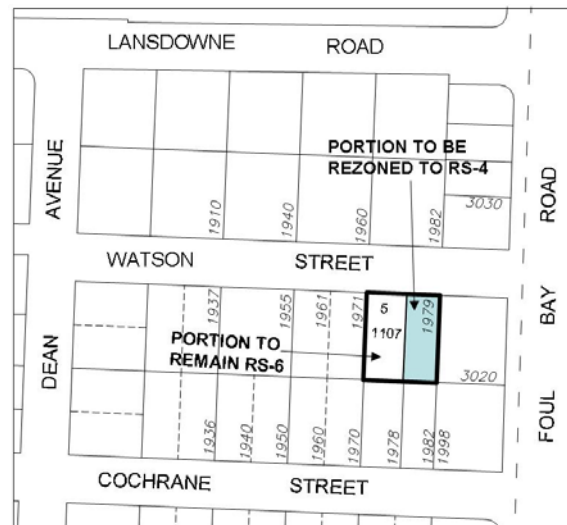 LANSDOWNE ROAD
PORTION TO BE
REZONED TO RS-4
AVENUE
ROAD
1910
1940
1960
1982
3030
WATSON STREET
BAY
1937
1955
1961
1971
5
1107
1979
PORTION TO
REMAIN RS-6
DEAN
3020
FOUL
1936
1940
1950
1960
1970
1978
1982
1998
COCHRANE STREET